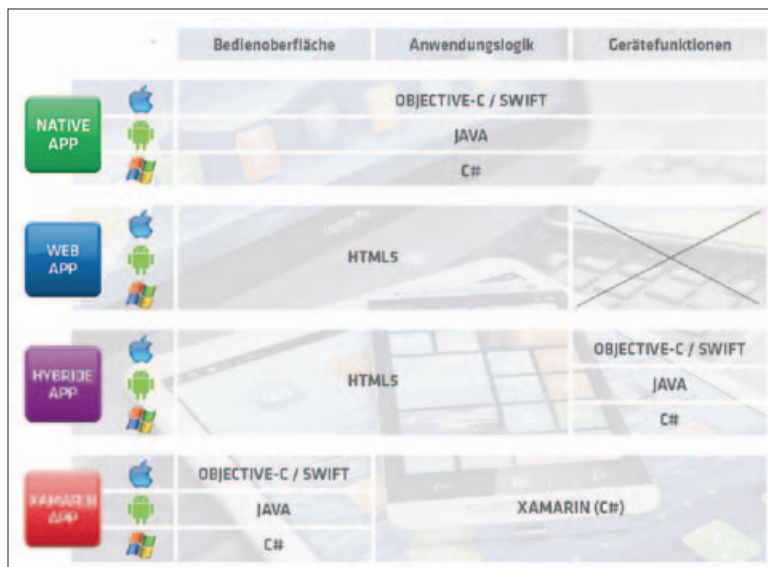 Bedienoberfläche Anwendungslogik Gerätefunktionen
NATIVE
APP
OBJECTIVE-C / SWIFT
JAVA
C#
WEB
APP
HTML5
HYBRIDE
APP
HTML5
OBJECTIVE-C / SWIFT
JAVA
C#
XAMAREN
APP
OBJECTIVE-C / SWIFT
JAVA
C#
XAMARIN (C#)